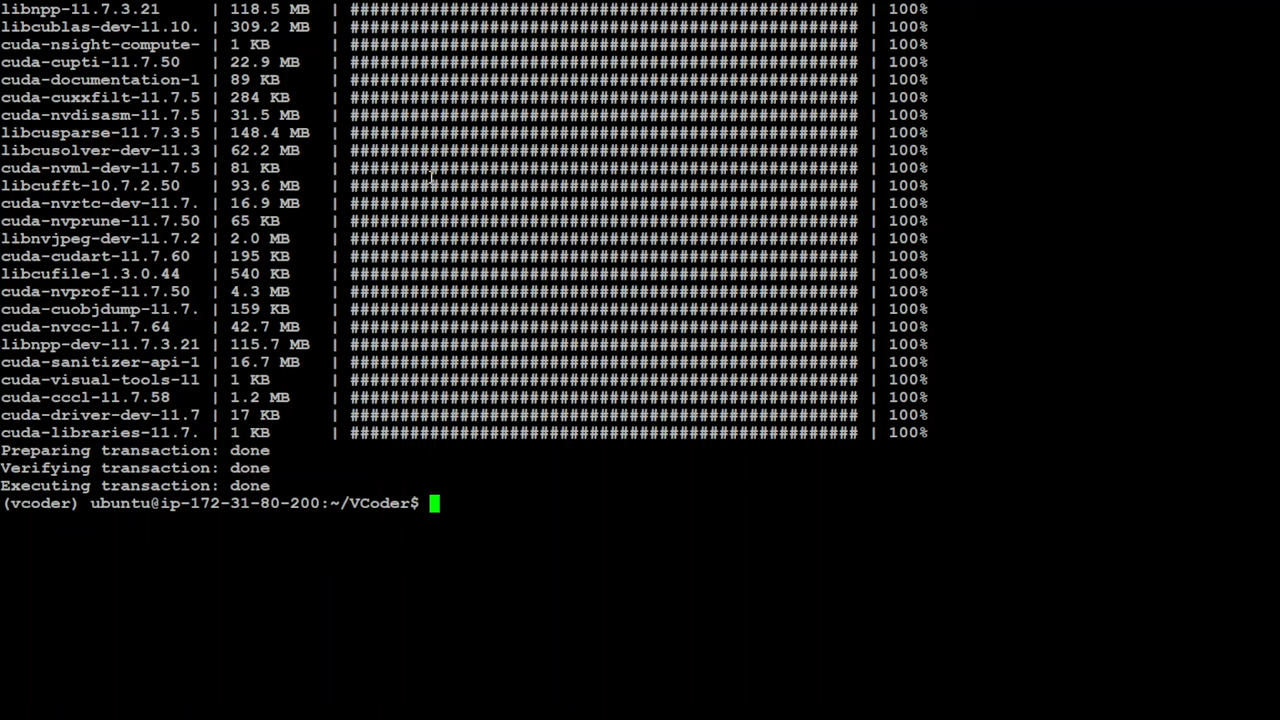 libnpp-11.7.3.21 | 118.5 MB | ################################################### | 100%
libcublas-dev-11.10. | 309.2 MB | ################################################### | 100%
cuda-nsight-compute- | 1 KB | ################################################### | 100%
cuda-cupti-11.7.50 | 22.9 MB | ################################################### | 100%
cuda-documentation-1 | 89 KB | ################################################### | 100%
cuda-cuxxfilt-11.7.5 | 284 KB | ################################################### | 100%
cuda-nvdisasm-11.7.5 | 31.5 MB | ################################################### | 100%
libcusparse-11.7.3.5 | 148.4 MB | ################################################### | 100%
libcusolver-dev-11.3 | 62.2 MB | ################################################### | 100%
cuda-nvml-dev-11.7.5 | 81 KB | ################################################### | 100%
libcufft-10.7.2.50 | 93.6 MB | ################################################### | 100%
cuda-nvrtc-dev-11.7. | 16.9 MB | ################################################### | 100%
cuda-nvprune-11.7.50 | 65 KB | ################################################### | 100%
libnvjpeg-dev-11.7.2 | 2.0 MB | ################################################### | 100%
cuda-cudart-11.7.60 | 195 KB | ################################################### | 100%
libcufile-1.3.0.44 | 540 KB | ################################################### | 100%
cuda-nvprof-11.7.50 | 4.3 MB | ################################################### | 100%
cuda-cuobjdump-11.7. | 159 KB | ################################################### | 100%
cuda-nvcc-11.7.64 | 42.7 MB | ################################################### | 100%
libnpp-dev-11.7.3.21 | 115.7 MB | ################################################### | 100%
cuda-sanitizer-api-1 | 16.7 MB | ################################################### | 100%
cuda-visual-tools-11 | 1 KB | ################################################### | 100%
cuda-cccl-11.7.58 | 1.2 MB | ################################################### | 100%
cuda-driver-dev-11.7 | 17 KB | ################################################### | 100%
cuda-libraries-11.7. | 1 KB | ################################################### | 100%
Preparing transaction: done
Verifying transaction: done
Executing transaction: done
(vcoder) ubuntu@ip-172-31-80-200:~/VCoder$